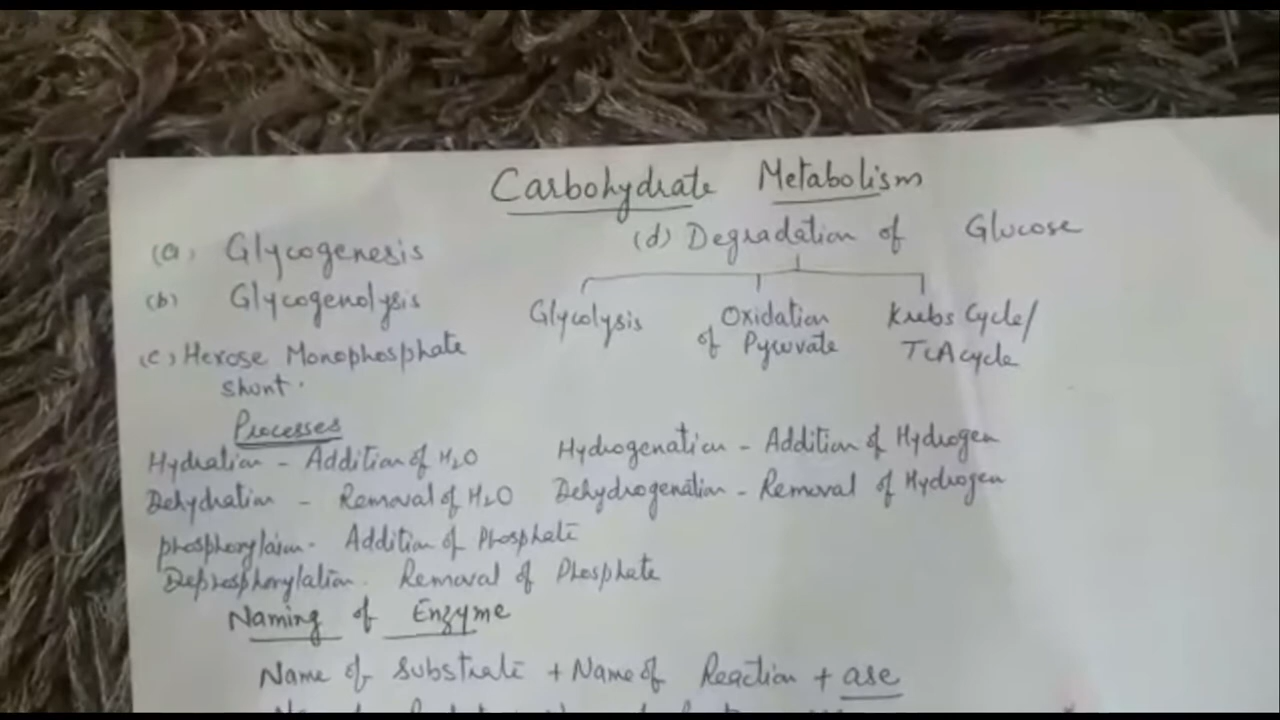 Carbohydrate Metabolism
(a) Glycogenesis
(b) Glycogenolysis
(c) Hexose Monophosphate
Shunt.
(d) Degradation of Glucose
Glycolysis
Oxidation
of Pyruvate
Krebs Cycle/
TCA cycle
Processes
Hydration - Addition of H2O
Dehydration - Removal of H2O
phosphorylaion - Addition of Phosphate
Dephosphorylation. Removal of Phosphate
Hydrogenation - Addition of Hydrogen
Dehydrogenation - Removal of Hydrogen
Naming of Enzyme
Name of substrate + Name of Reaction + ase